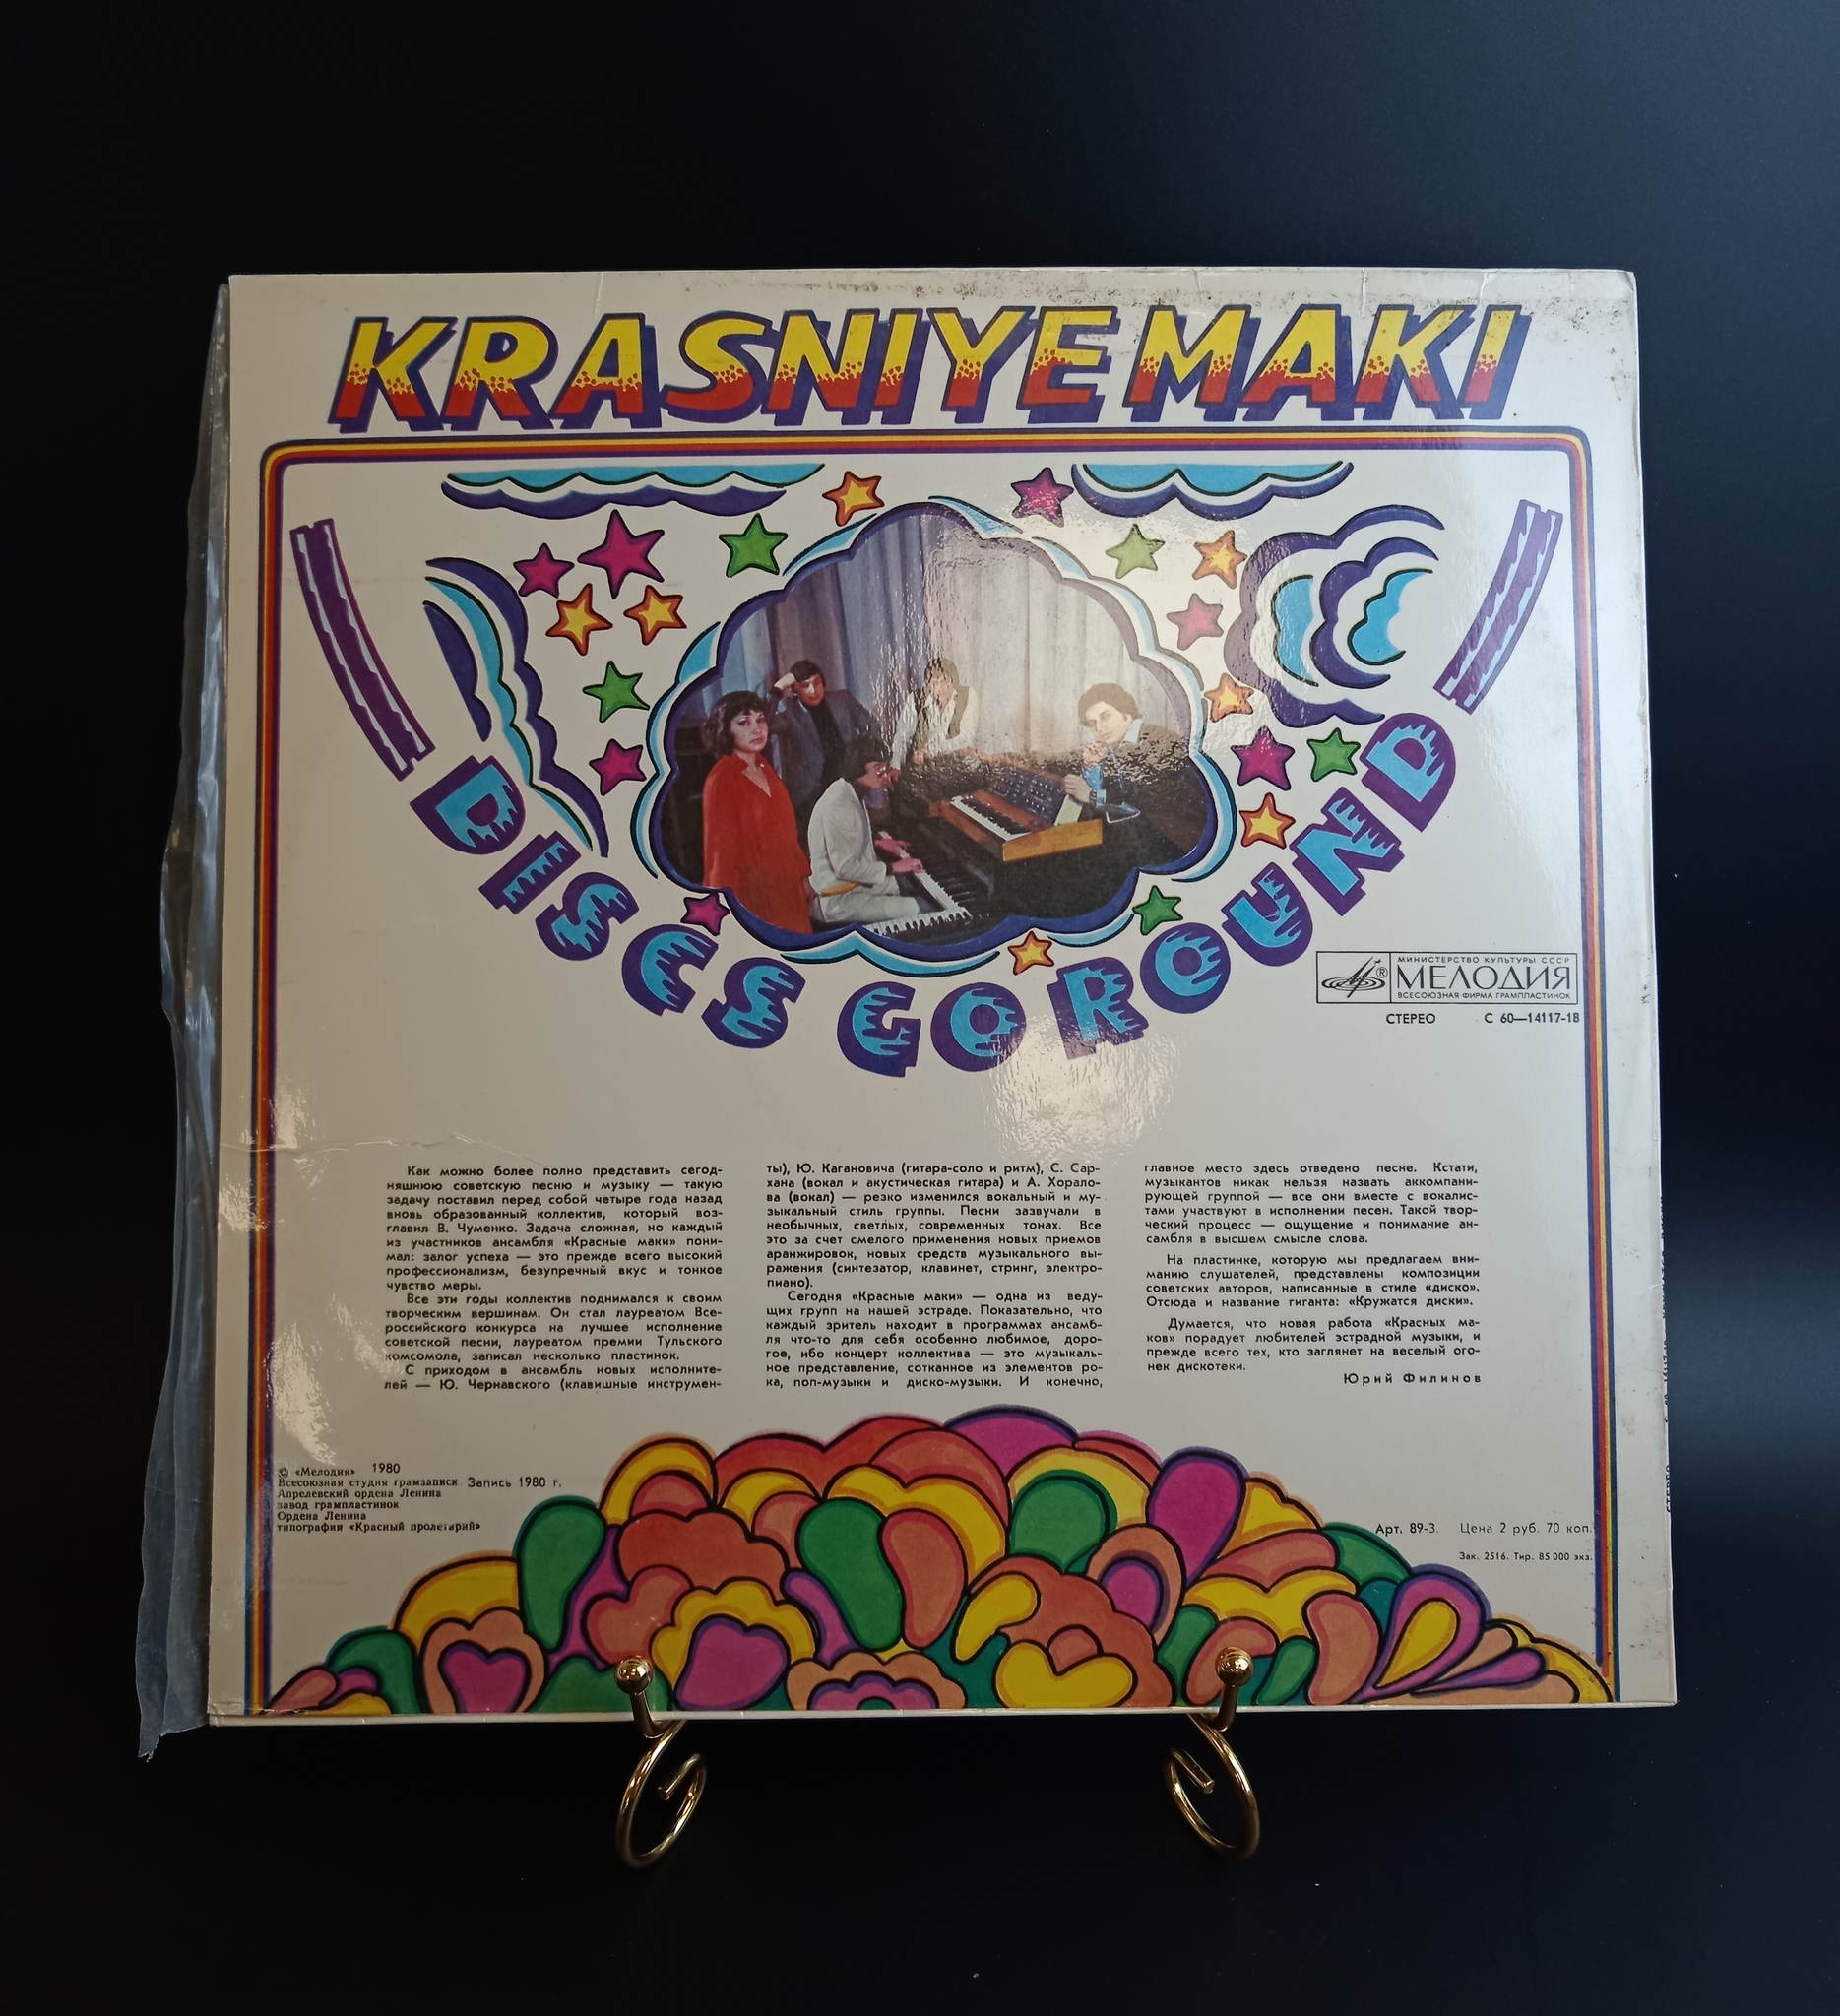 KRASNIYE MAKI
DISCS GO ROUND
МИНИСТЕРСТВО КУЛЬТУРЫ СССР
МЕЛОДИЯ
ВСЕСОЮЗНАЯ ФИРМА ГРАМПЛАСТИНОК
СТЕРЕО С 60—14117-18
Как можно более полно представить сегод-
няшнюю советскую песню и музыку — такую
задачу поставил перед собой четыре года назад
вновь образованный коллектив, который воз-
главил В. Чуменко. Задача сложная, но каждый
из участников ансамбля «Красные маки» пони-
мал: залог успеха — это прежде всего высокий
профессионализм, безупречный вкус и тонкое
чувство меры.
Все эти годы коллектив поднимался к своим
творческим вершинам. Он стал лауреатом Все-
российского конкурса на лучшее исполнение
советской песни, лауреатом премии Тульского
комсомола, записал несколько пластинок.
С приходом в ансамбль новых исполните-
лей — Ю. Чернавского (клавишные инструмен-
ты), Ю. Кагановича (гитара-соло и ритм), С. Сар-
хана (вокал и акустическая гитара) и А. Хорало-
ва (вокал) — резко изменился вокальный и му-
зыкальный стиль группы. Песни зазвучали в
необычных, светлых, современных тонах. Все
это за счет смелого применения новых приемов
аранжировок, новых средств музыкального вы-
ражения (синтезатор, клавинет, стринг, электро-
пиано).
Сегодня «Красные маки» — одна из веду-
щих групп на нашей эстраде. Показательно, что
каждый зритель находит в программах ансамб-
ля что-то для себя особенно любимое, доро-
гое, ибо концерт коллектива — это музыкаль-
ное представление, сотканное из элементов ро-
ка, поп-музыки и диско-музыки. И конечно,
главное место здесь отведено песне. Кстати,
музыкантов никак нельзя назвать аккомпани-
рующей группой — все они вместе с вокалис-
тами участвуют в исполнении песен. Такой твор-
ческий процесс — ощущение и понимание ан-
самбля в высшем смысле слова.
На пластинке, которую мы предлагаем вни-
манию слушателей, представлены композиции
советских авторов, написанные в стиле «диско».
Отсюда и название гиганта: «Кружатся диски».
Думается, что новая работа «Красных ма-
ков» порадует любителей эстрадной музыки, и
прежде всего тех, кто заглянет на веселый ого-
нек дискотеки.
Юрий Филинов
© «Мелодия» 1980
Всесоюзная студия грамзаписи Запись 1980 г.
Апрелевский ордена Ленина
завод грампластинок
Ордена Ленина
типография «Красный пролетарий»
Арт. 89-3. Цена 2 руб. 70 коп.
Зак. 2516. Тир. 85 000 экз.